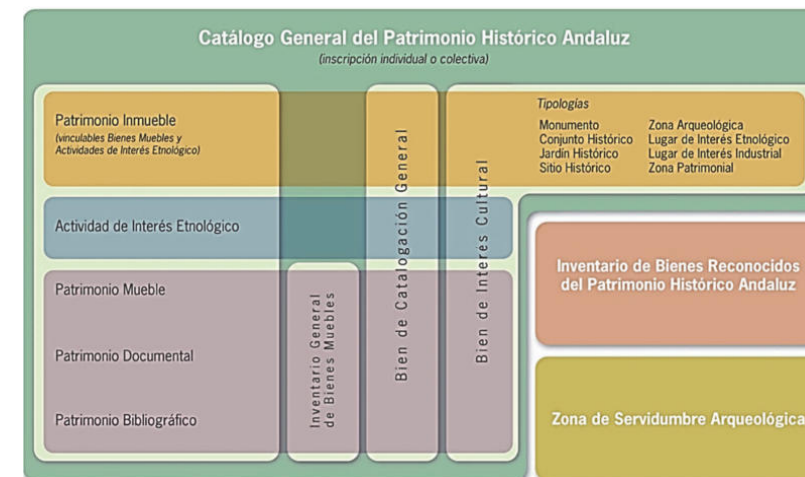 Catálogo General del Patrimonio Histórico Andaluz
(inscripción individual o colectiva)
Patrimonio Inmueble
(vinculables Bienes Muebles y
Actividades de Interés Etnológico)
Actividad de Interés Etnológico
Patrimonio Mueble
Patrimonio Documental
Patrimonio Bibliográfico
Inventario General
de Bienes Muebles
Bien de Catalogación General
Bien de Interés Cultural
Tipologías
Monumento
Conjunto Histórico
Jardín Histórico
Sitio Histórico
Zona Arqueológica
Lugar de Interés Etnológico
Lugar de Interés Industrial
Zona Patrimonial
Inventario de Bienes Reconocidos
del Patrimonio Histórico Andaluz
Zona de Servidumbre Arqueológica